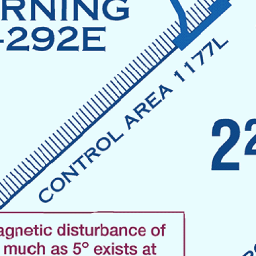 RNING
-292E
CONTROL AREA 1177L
22
agnetic disturbance of
much as 5° exists at